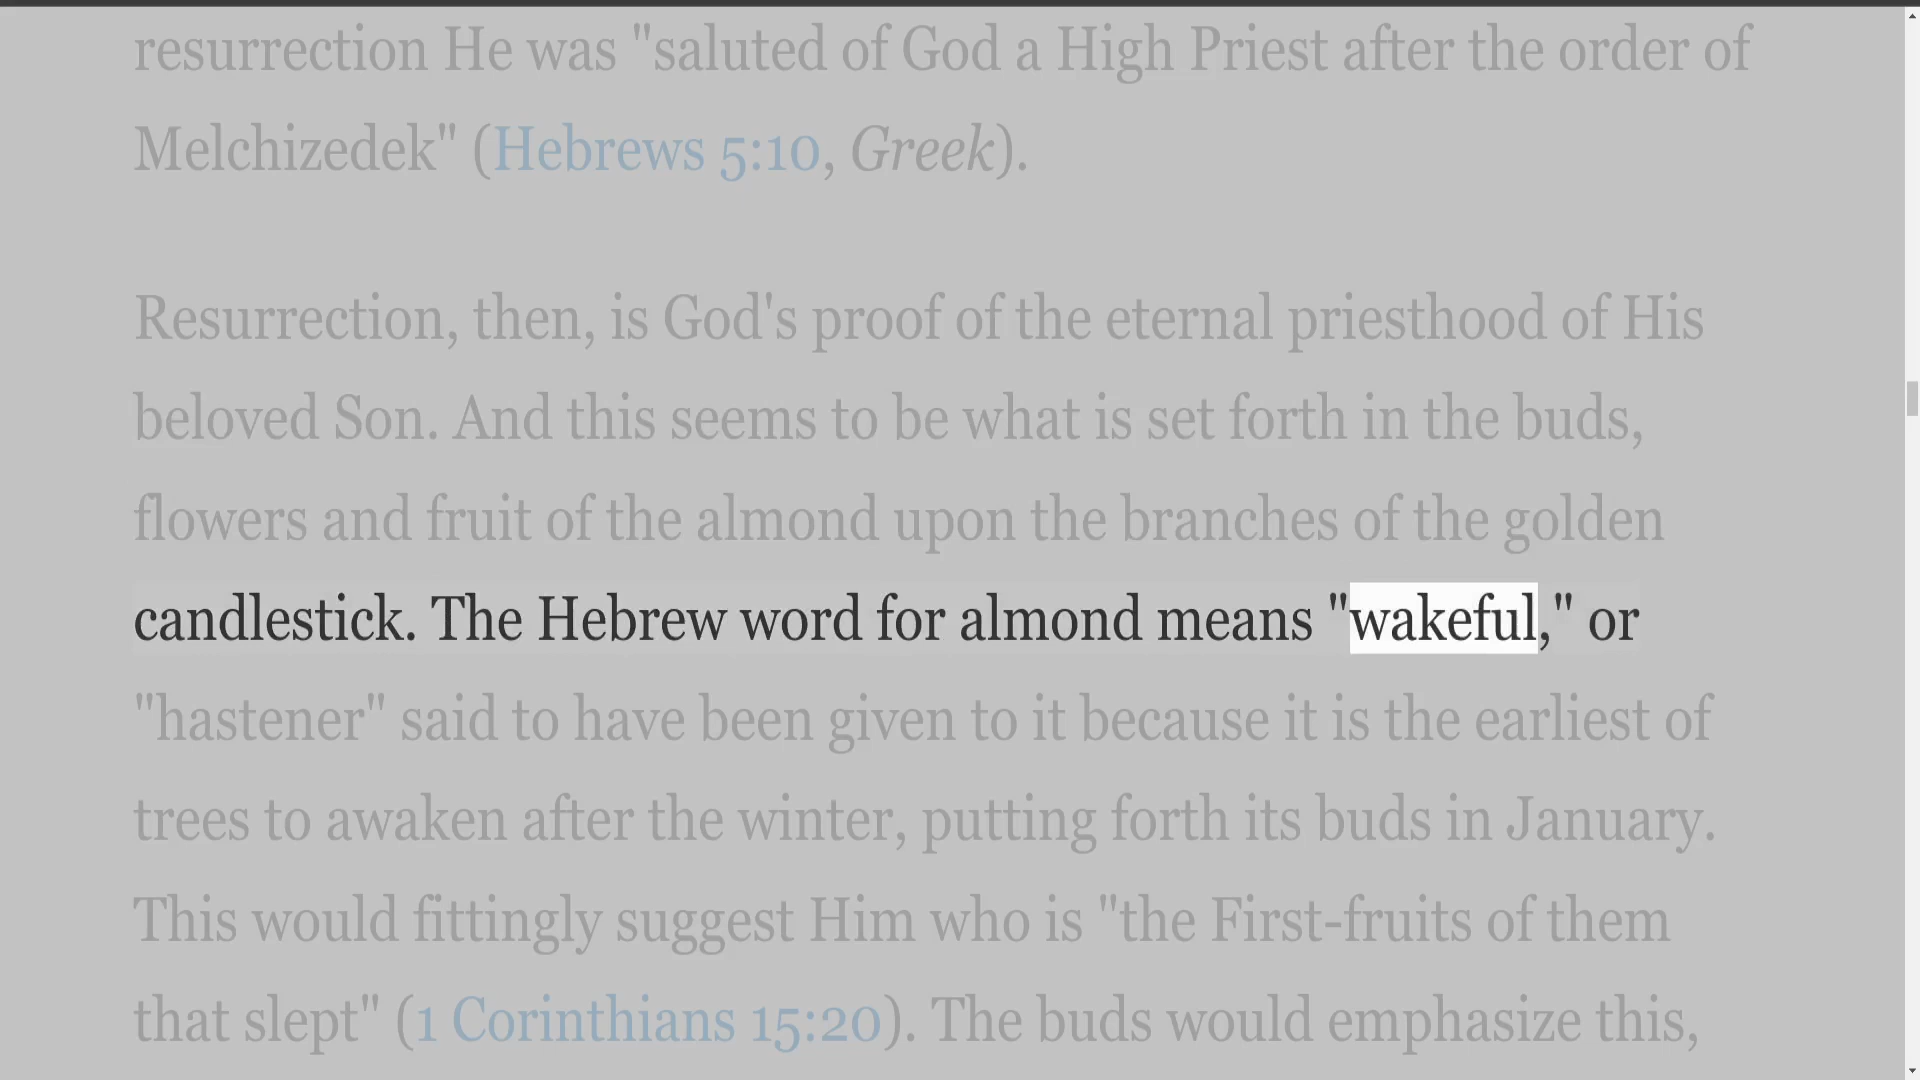 resurrection He was "saluted of God a High Priest after the order of
Melchizedek" (Hebrews 5:10, Greek).
Resurrection, then, is God's proof of the eternal priesthood of His
beloved Son. And this seems to be what is set forth in the buds,
flowers and fruit of the almond upon the branches of the golden
candlestick. The Hebrew word for almond means "wakeful," or
"hastener" said to have been given to it because it is the earliest of
trees to awaken after the winter, putting forth its buds in January.
This would fittingly suggest Him who is "the First-fruits of them
that slept" (1 Corinthians 15:20). The buds would emphasize this,